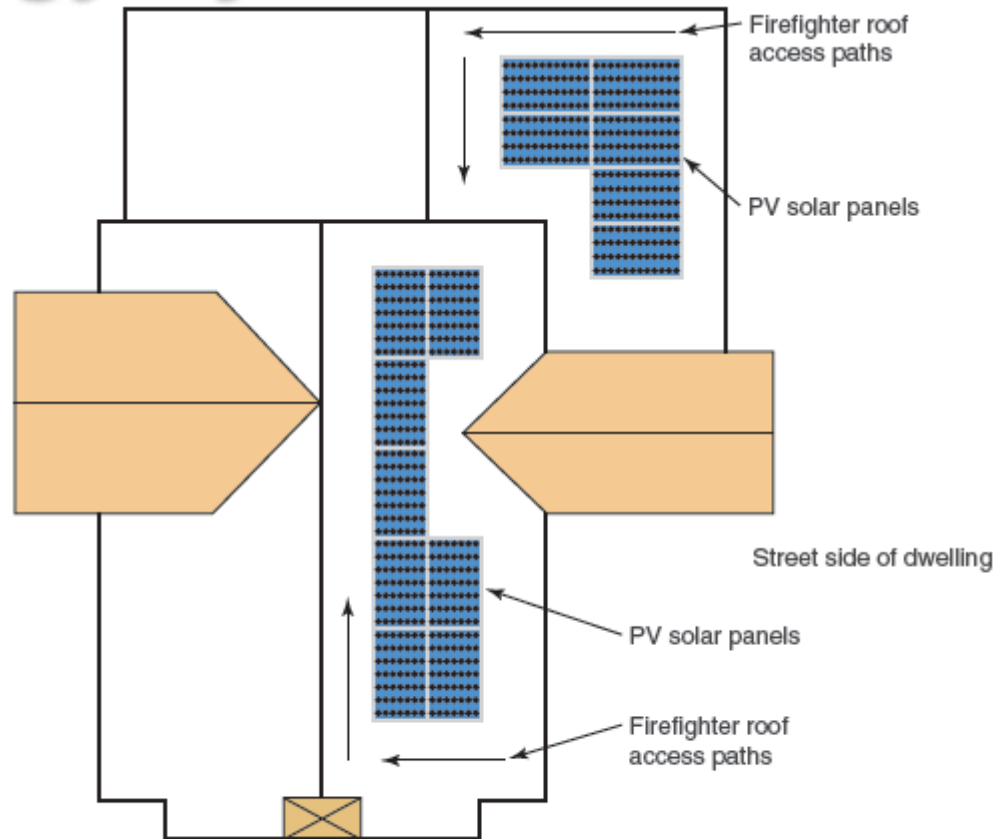 Firefighter roof
access paths
PV solar panels
Street side of dwelling
PV solar panels
Firefighter roof
access paths